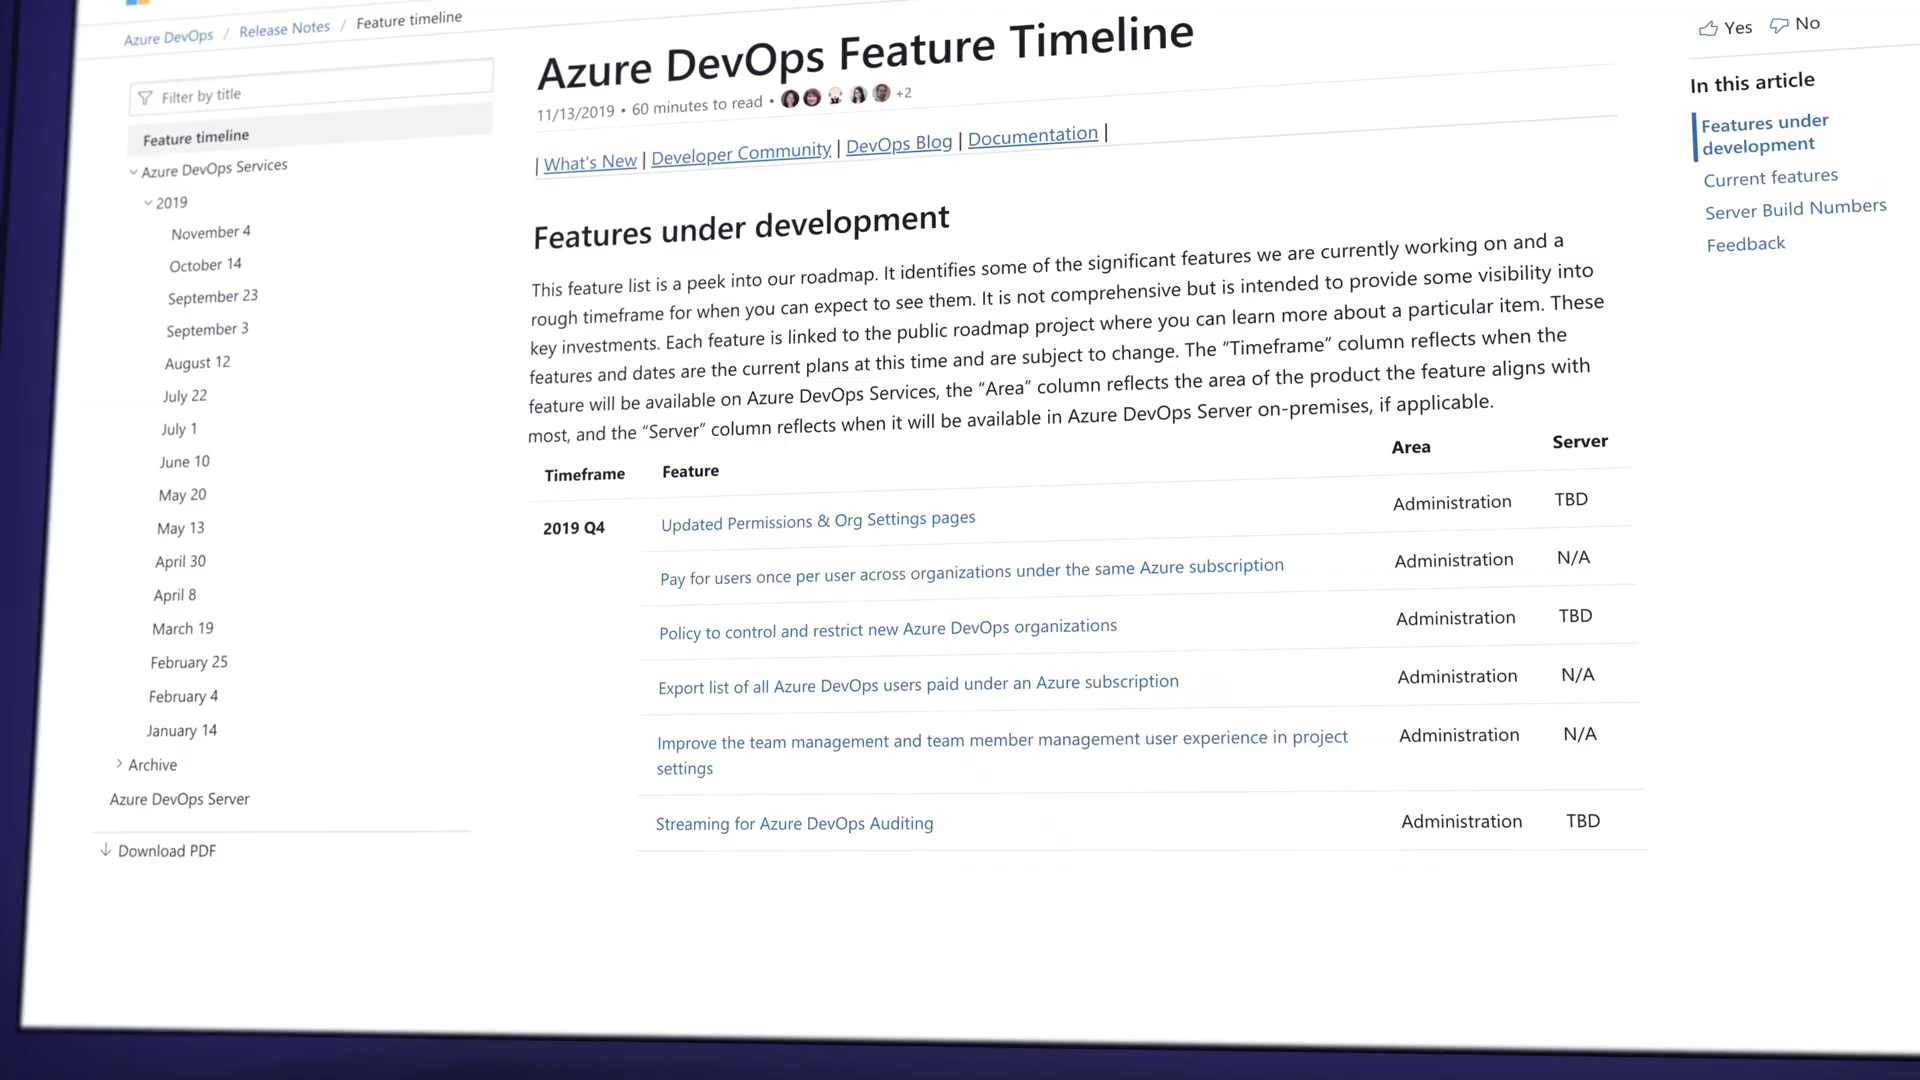 Azure DevOps / Release Notes / Feature timeline
Filter by title
Feature timeline
Azure DevOps Services
2019
November 4
October 14
September 23
September 3
August 12
July 22
July 1
June 10
May 20
May 13
April 30
April 8
March 19
February 25
February 4
January 14
Archive
Azure DevOps Server
Download PDF
Azure DevOps Feature Timeline
11/13/2019 • 60 minutes to read • +2
| What's New | Developer Community | DevOps Blog | Documentation |
Features under development
This feature list is a peek into our roadmap. It identifies some of the significant features we are currently working on and a
rough timeframe for when you can expect to see them. It is not comprehensive but is intended to provide some visibility into
key investments. Each feature is linked to the public roadmap project where you can learn more about a particular item. These
features and dates are the current plans at this time and are subject to change. The “Timeframe” column reflects when the
feature will be available on Azure DevOps Services, the “Area” column reflects the area of the product the feature aligns with
most, and the “Server” column reflects when it will be available in Azure DevOps Server on-premises, if applicable.
Timeframe Feature Area Server
2019 Q4 Updated Permissions & Org Settings pages Administration TBD
Pay for users once per user across organizations under the same Azure subscription Administration N/A
Policy to control and restrict new Azure DevOps organizations Administration TBD
Export list of all Azure DevOps users paid under an Azure subscription Administration N/A
Improve the team management and team member management user experience in project Administration N/A
settings
Streaming for Azure DevOps Auditing Administration TBD
Yes No
In this article
Features under
development
Current features
Server Build Numbers
Feedback